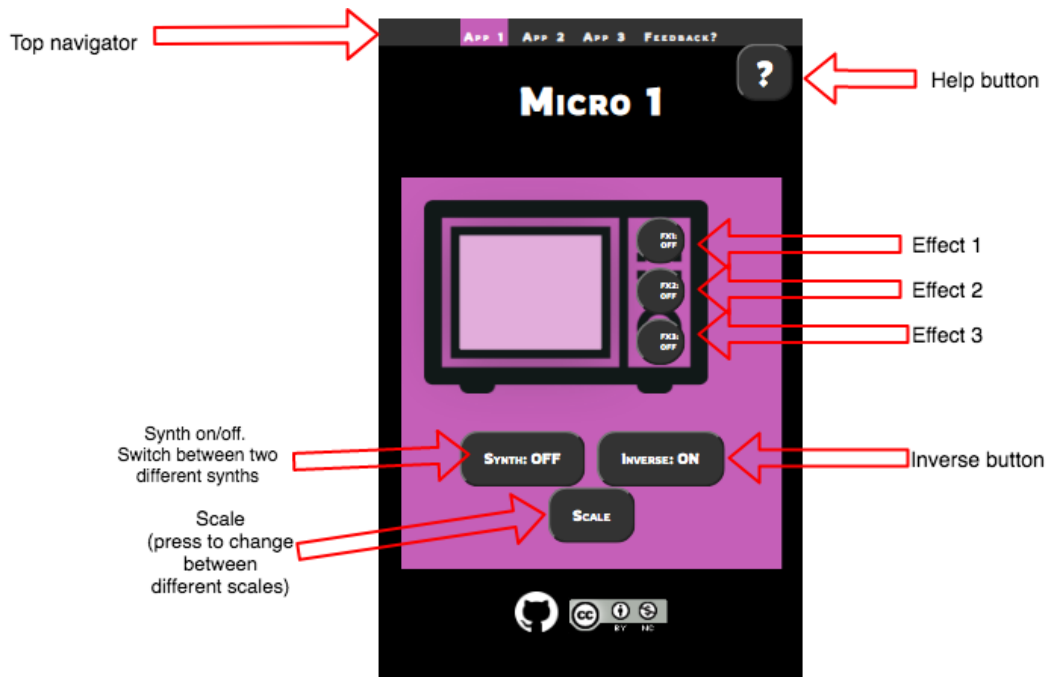 App 1 App 2 App 3 Feedback?
Top navigator
?
Help button
Micro 1
FX1:
OFF
Effect 1
FX2:
OFF
Effect 2
FX3:
OFF
Effect 3
Synth on/off.
Switch between two
different synths
Synth: OFF
Inverse: ON
Inverse button
Scale
(press to change
between
different scales)
Scale
cc
BY NC